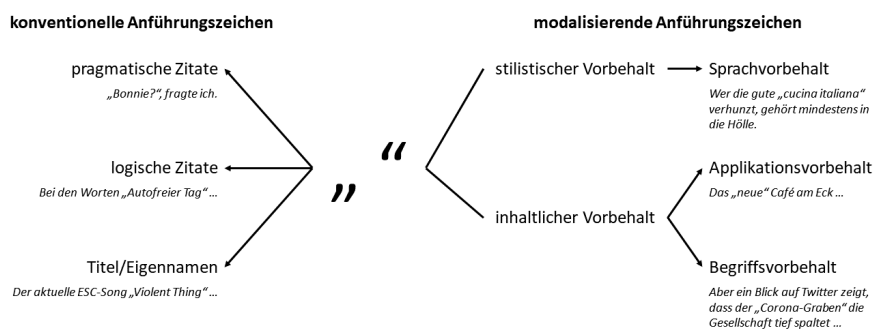 konventionelle Anführungszeichen
modalisierende Anführungszeichen
pragmatische Zitate
„Bonnie?“, fragte ich.
logische Zitate
Bei den Worten „Autofreier Tag“ …
Titel/Eigennamen
Der aktuelle ESC-Song „Violent Thing“ …
„ “
stilistischer Vorbehalt
Sprachvorbehalt
Wer die gute „cucina italiana“
verhunzt, gehört mindestens in
die Hölle.
inhaltlicher Vorbehalt
Applikationsvorbehalt
Das „neue“ Café am Eck …
Begriffsvorbehalt
Aber ein Blick auf Twitter zeigt,
dass der „Corona-Graben“ die
Gesellschaft tief spaltet …